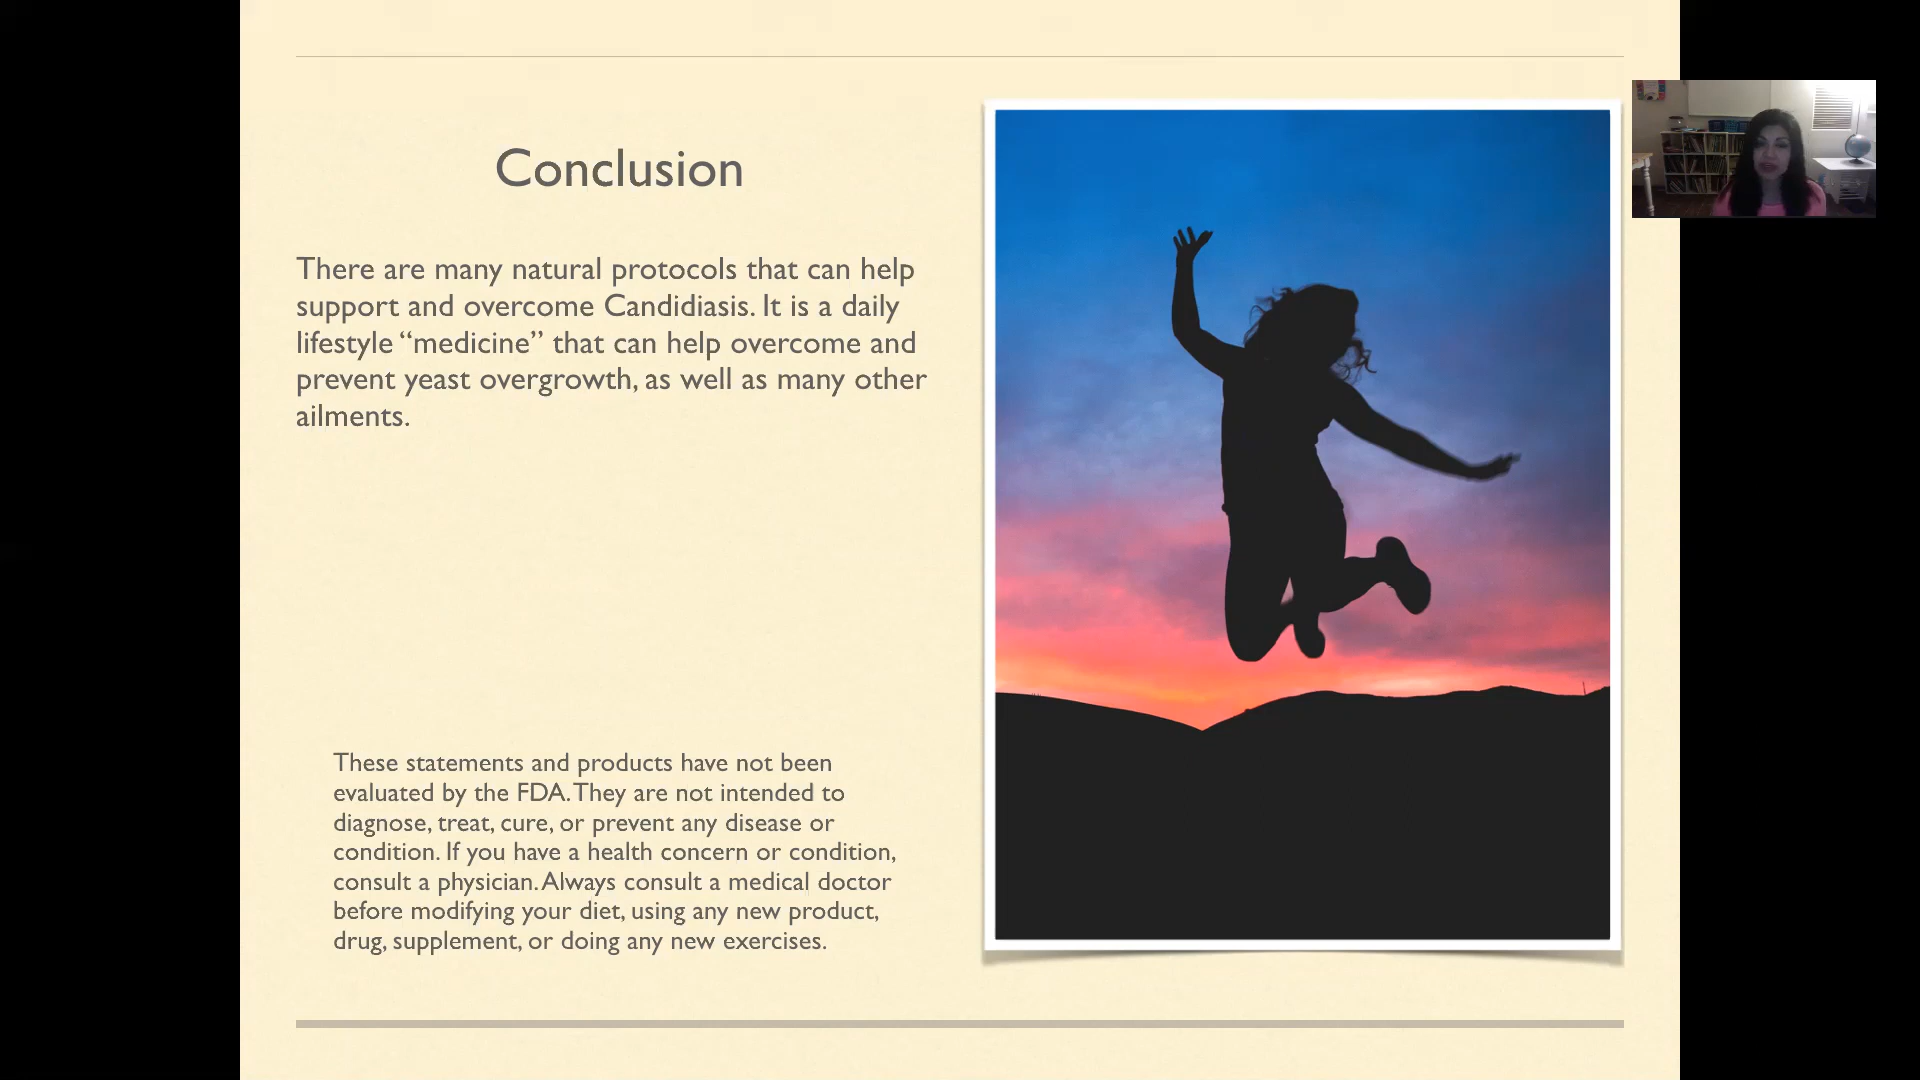 Conclusion
There are many natural protocols that can help
support and overcome Candidiasis. It is a daily
lifestyle “medicine” that can help overcome and
prevent yeast overgrowth, as well as many other
ailments.
These statements and products have not been
evaluated by the FDA. They are not intended to
diagnose, treat, cure, or prevent any disease or
condition. If you have a health concern or condition,
consult a physician. Always consult a medical doctor
before modifying your diet, using any new product,
drug, supplement, or doing any new exercises.